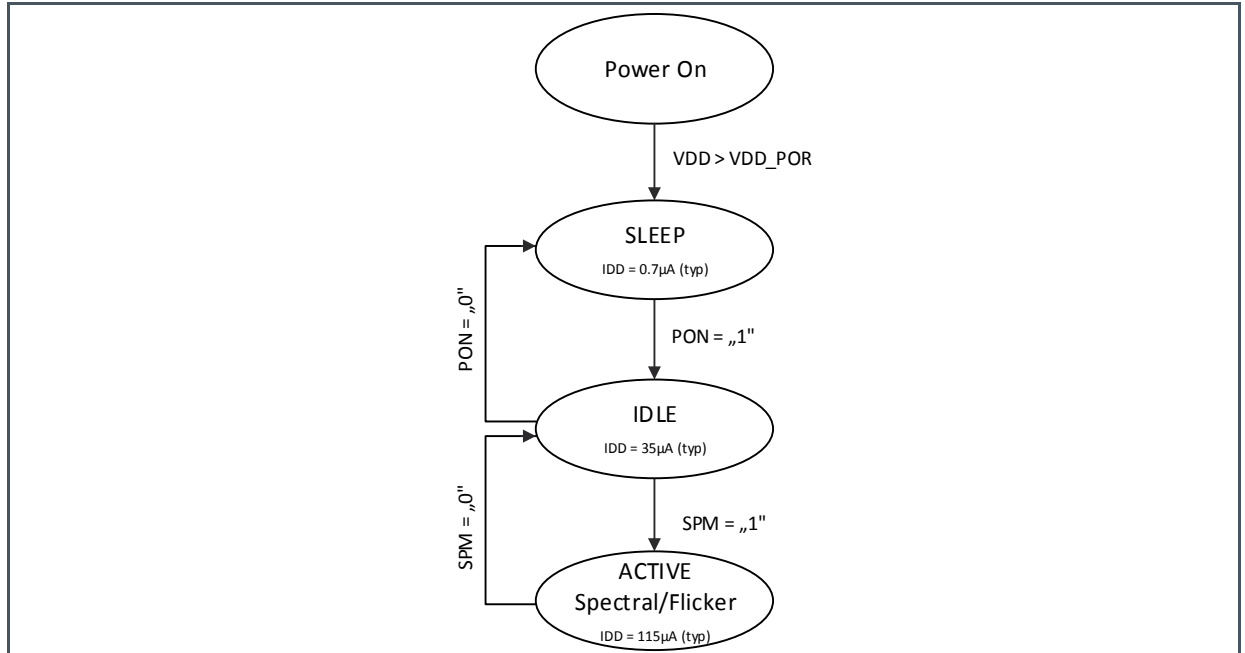 Power On
VDD > VDD_POR
SLEEP
IDD = 0.7µA (typ)
PON = „0"
PON = „1"
IDLE
IDD = 35µA (typ)
SPM = „0"
SPM = „1"
ACTIVE
Spectral/Flicker
IDD = 115µA (typ)